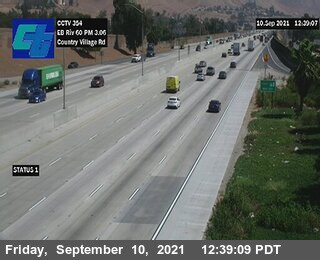 CCTV 354
EB Riv 60 PM 3.06
Country Village Rd
10 Sep 2021 12:39:07
STATUS 1
Friday, September 10, 2021 12:39:09 PDT